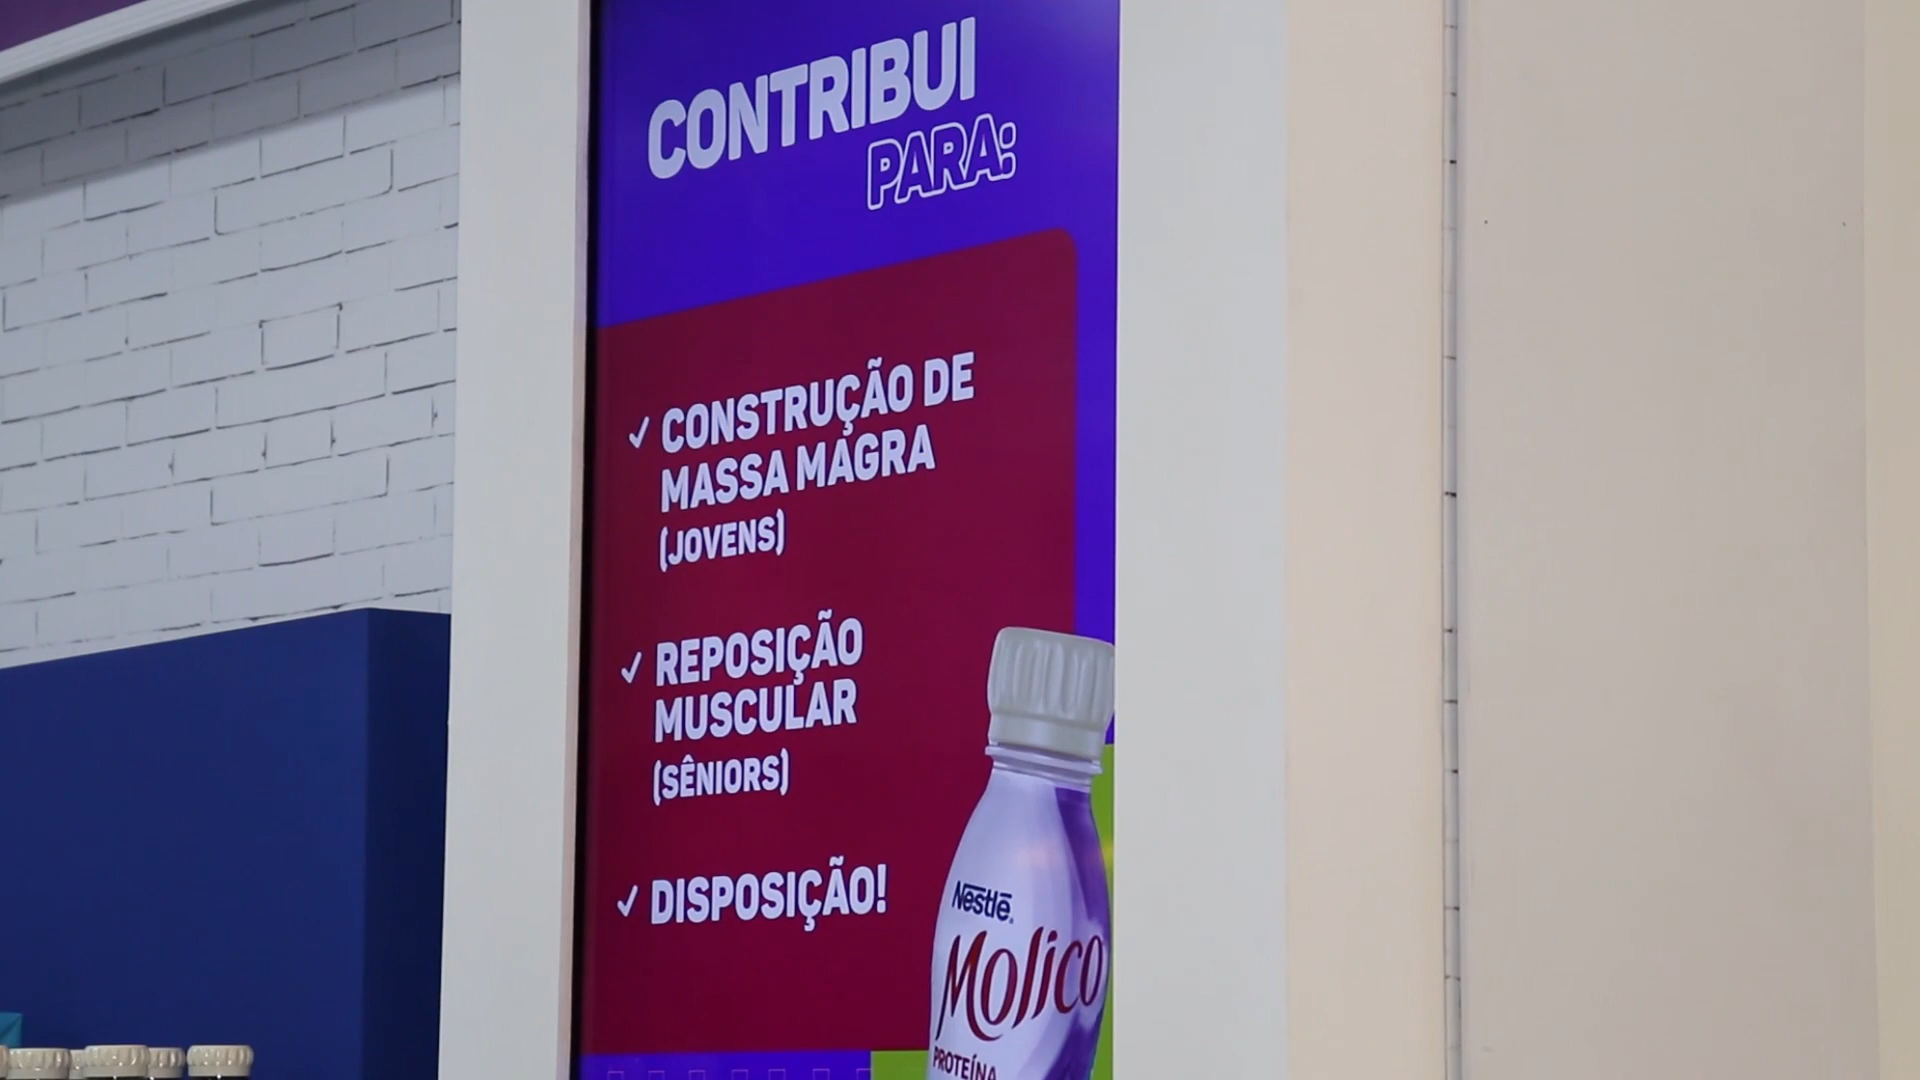 CONTRIBUI
PARA:
✓ CONSTRUÇÃO DE
MASSA MAGRA
(JOVENS)
✓ REPOSIÇÃO
MUSCULAR
(SÊNIORS)
✓ DISPOSIÇÃO!
Nestlé
Molico
PROTEÍNA